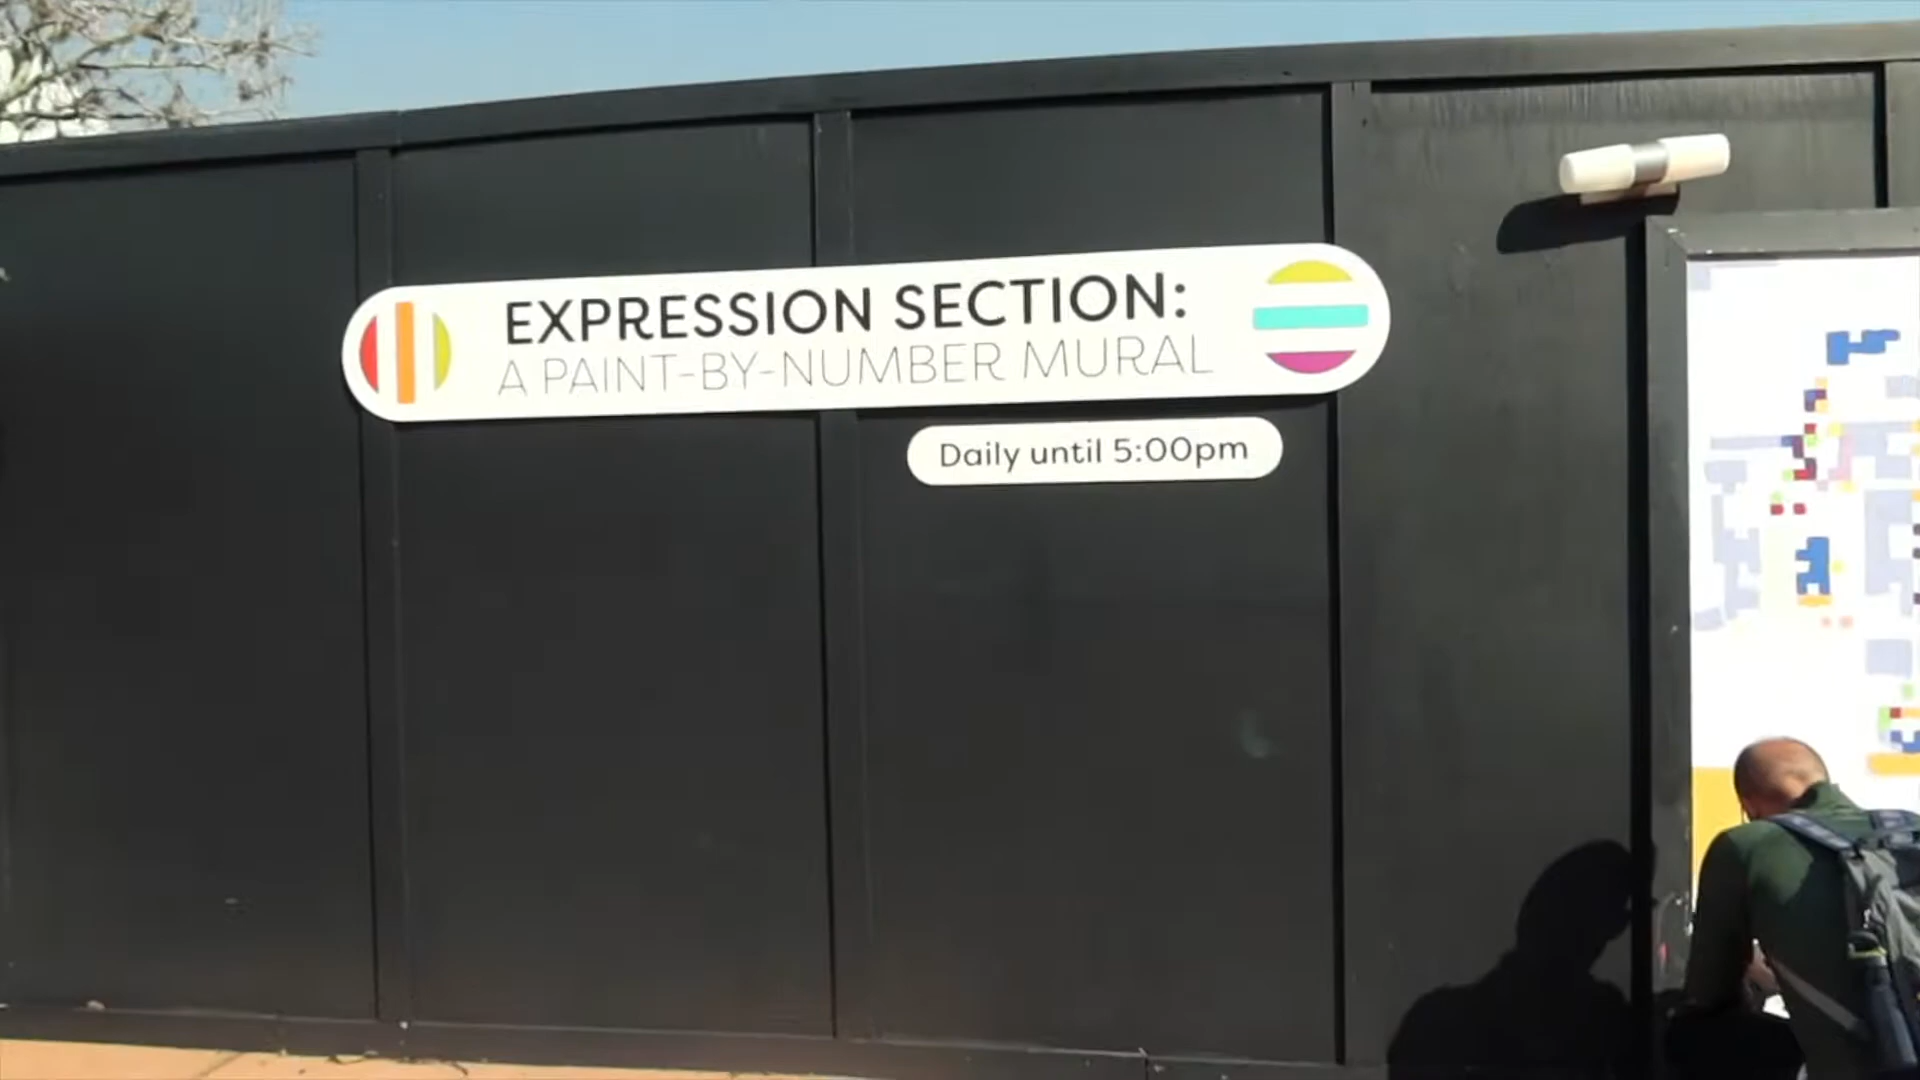 EXPRESSION SECTION:
A PAINT-BY-NUMBER MURAL
Daily until 5:00pm